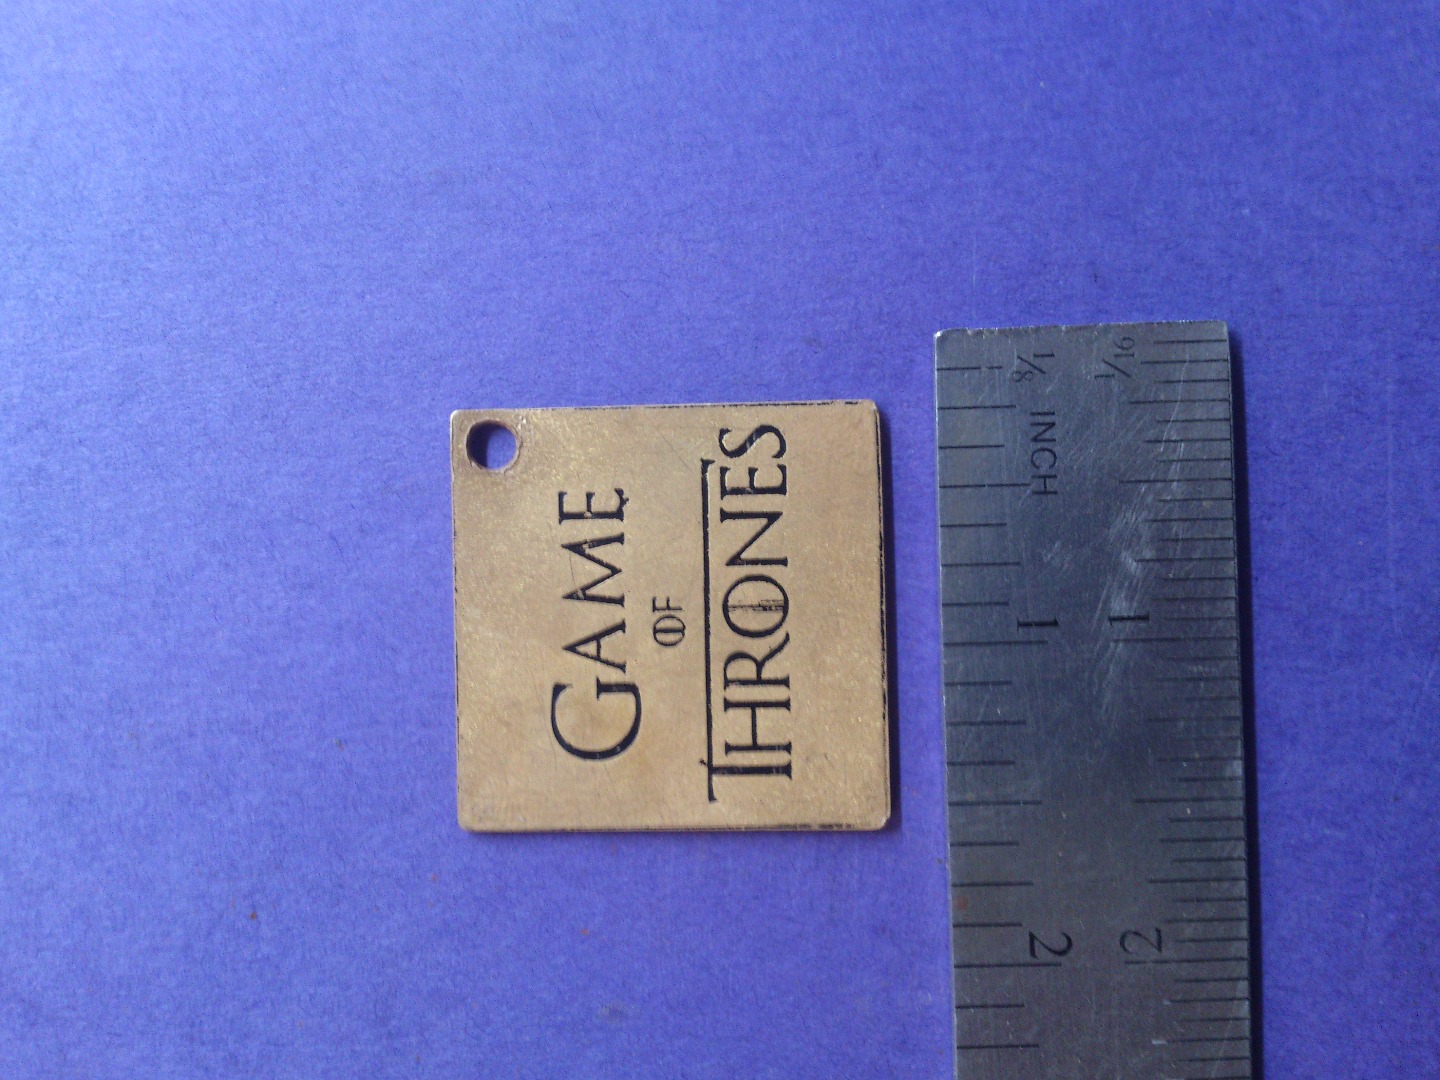 GAME
OF
THRONES
1/8
1/16
INCH
1
1
2
2